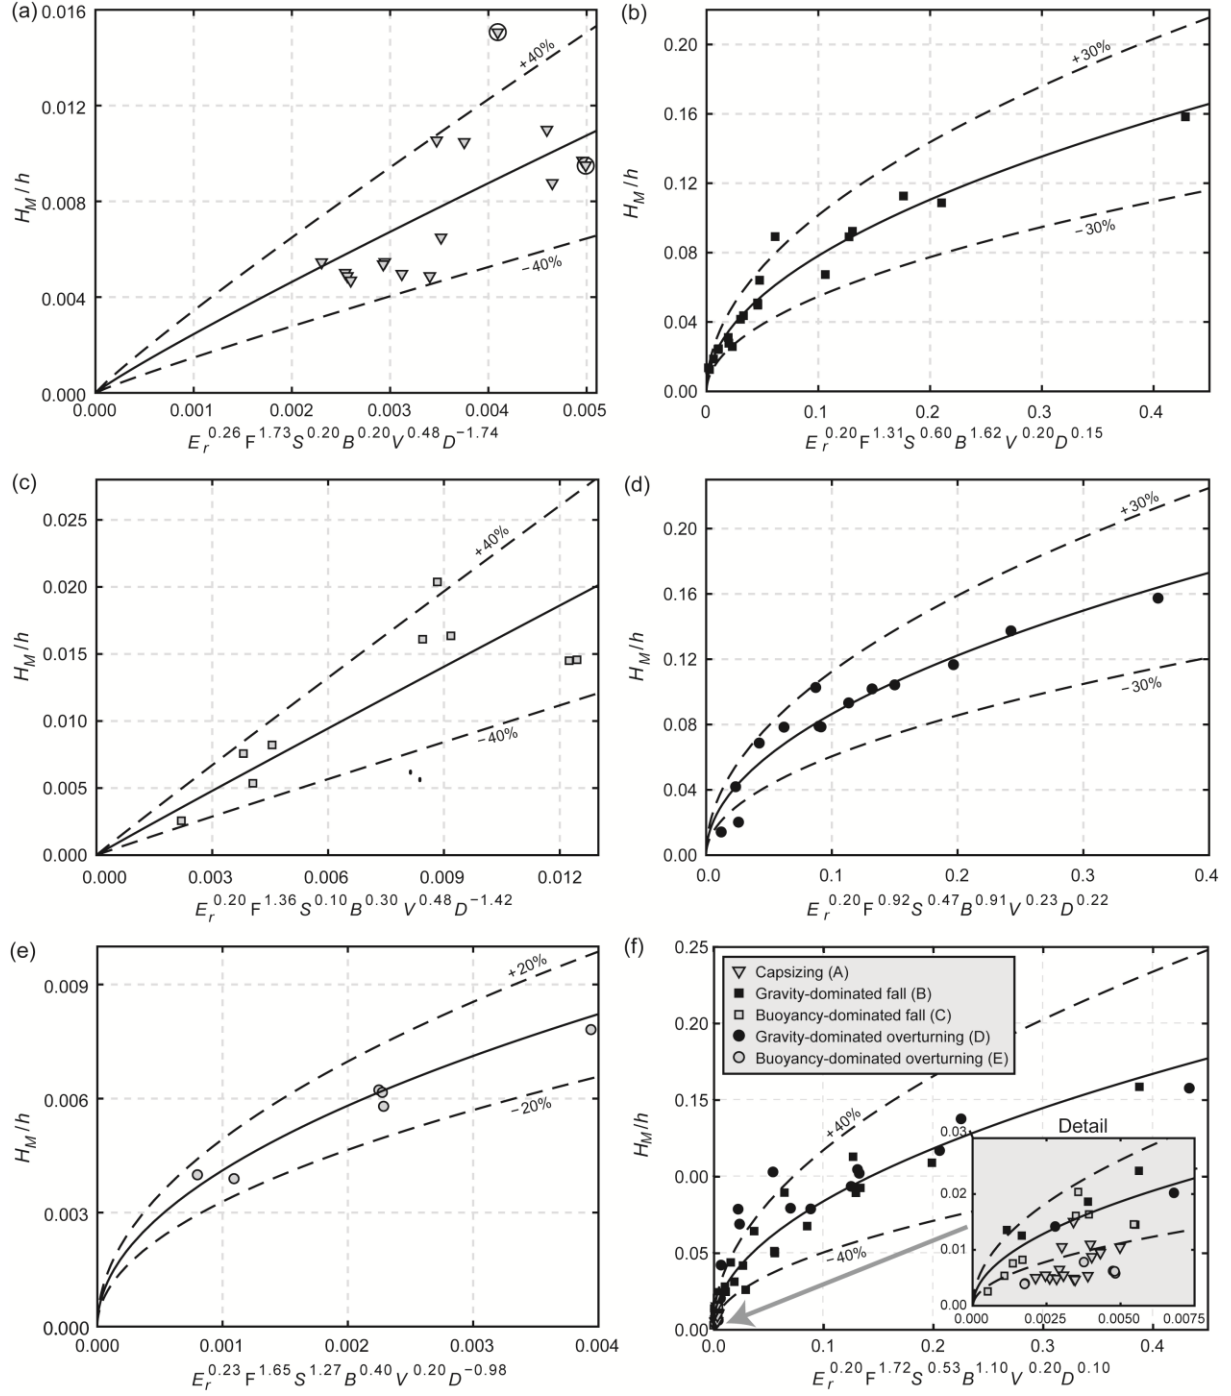 (a)
0.016
0.012
0.008
0.004
0.000
H_M/h
+40%
−40%
0.000 0.001 0.002 0.003 0.004 0.005
E_r^0.26 F^1.73 S^0.20 B^0.20 V^0.48 D^−1.74
(b)
0.20
0.16
0.12
0.08
0.04
0.00
H_M/h
+30%
−30%
0 0.1 0.2 0.3 0.4
E_r^0.20 F^1.31 S^0.60 B^1.62 V^0.20 D^0.15
(c)
0.025
0.020
0.015
0.010
0.005
0.000
H_M/h
+40%
−40%
0.000 0.003 0.006 0.009 0.012
E_r^0.20 F^1.36 S^0.10 B^0.30 V^0.48 D^−1.42
(d)
0.20
0.16
0.12
0.08
0.04
0.00
H_M/h
+30%
−30%
0.0 0.1 0.2 0.3 0.4
E_r^0.20 F^0.92 S^0.47 B^0.91 V^0.23 D^0.22
(e)
0.009
0.006
0.003
0.000
H_M/h
+20%
−20%
0.000 0.001 0.002 0.003 0.004
E_r^0.23 F^1.65 S^1.27 B^0.40 V^0.20 D^−0.98
(f)
0.25
0.20
0.15
0.00
0.05
0.00
H_M/h
Capsizing (A)
Gravity-dominated fall (B)
Buoyancy-dominated fall (C)
Gravity-dominated overturning (D)
Buoyancy-dominated overturning (E)
+40%
−40%
Detail
0.03
0.02
0.01
0.00
0.000 0.0025 0.0050 0.0075
0.0 0.1 0.2 0.3 0.4
E_r^0.20 F^1.72 S^0.53 B^1.10 V^0.20 D^0.10